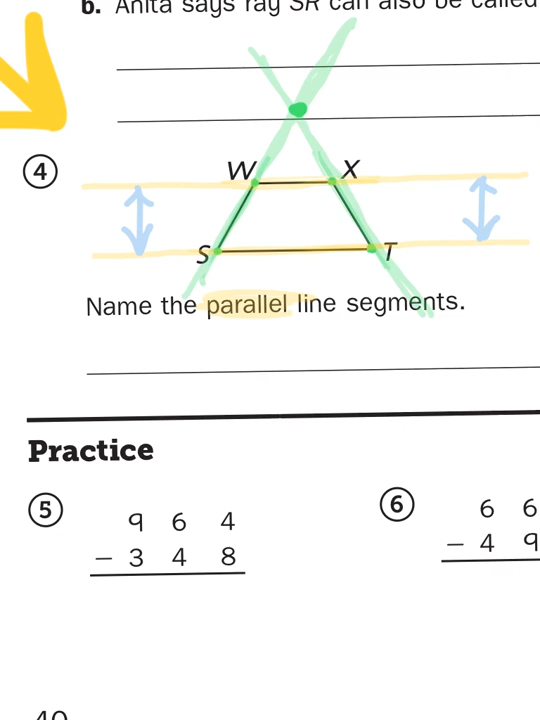 b. Anita says ray SR can also be called
4
W X
S T
Name the parallel line segments.
Practice
5 6
9 6 4 6 6
− 3 4 8 − 4 9